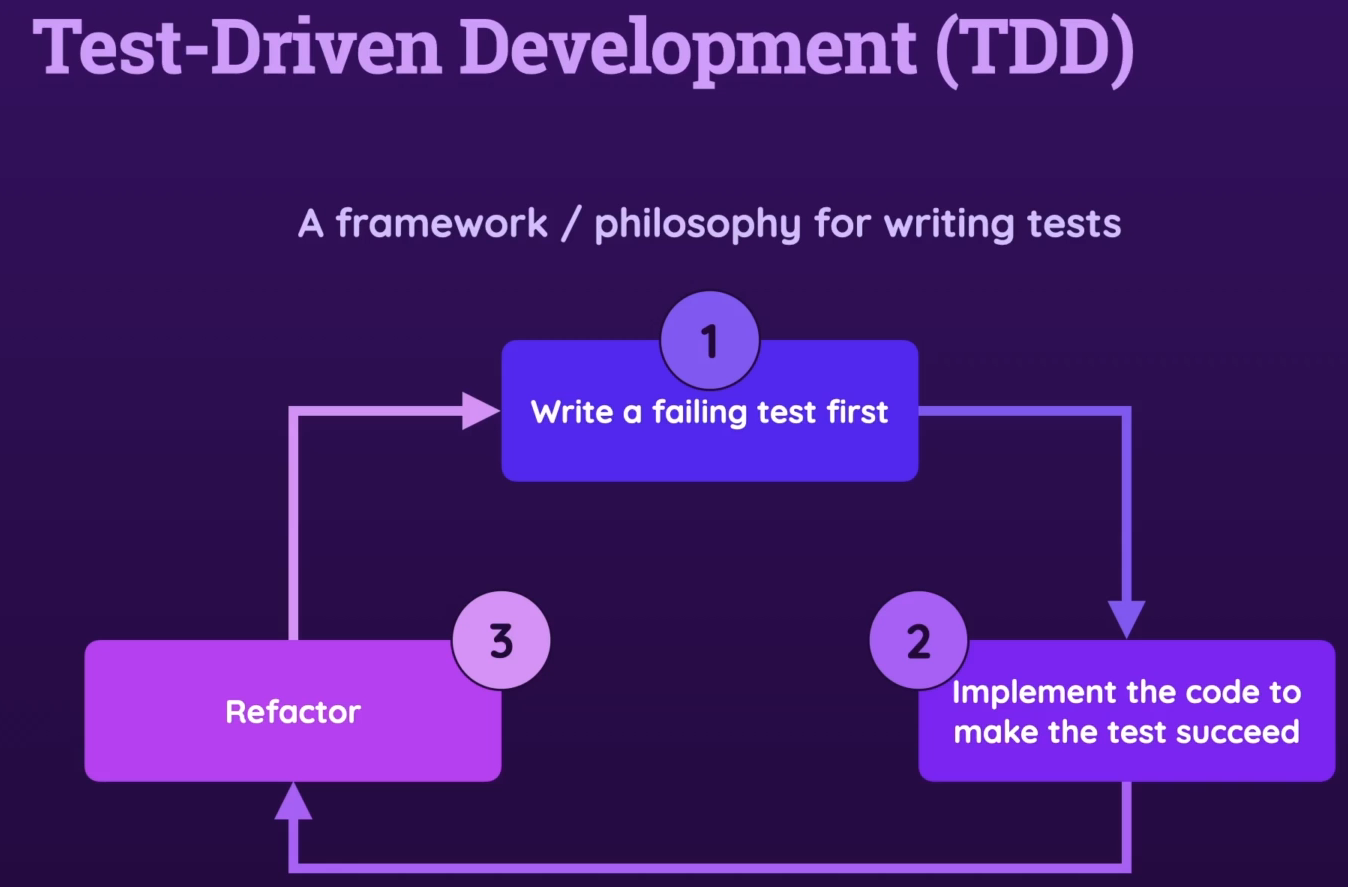 Test-Driven Development (TDD)
A framework / philosophy for writing tests
1
Write a failing test first
3
2
Refactor
Implement the code to
make the test succeed